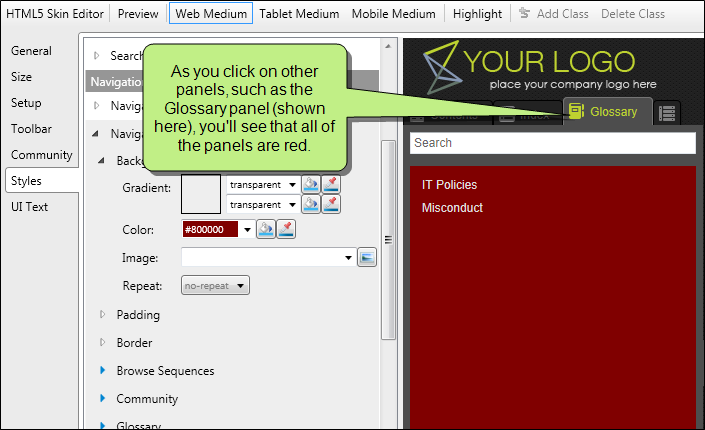 HTML5 Skin Editor Preview Web Medium Tablet Medium Mobile Medium Highlight Add Class Delete Class
General
Size
Setup
Toolbar
Community
Styles
UI Text
Search
Navigation
Naviga
Naviga
Backg
Gradient: transparent
transparent
Color: #800000
Image:
Repeat: no-repeat
Padding
Border
Browse Sequences
Community
Glossary
As you click on other
panels, such as the
Glossary panel (shown
here), you'll see that all of
the panels are red.
YOUR LOGO
place your company logo here
Contents Index Glossary
Search
IT Policies
Misconduct